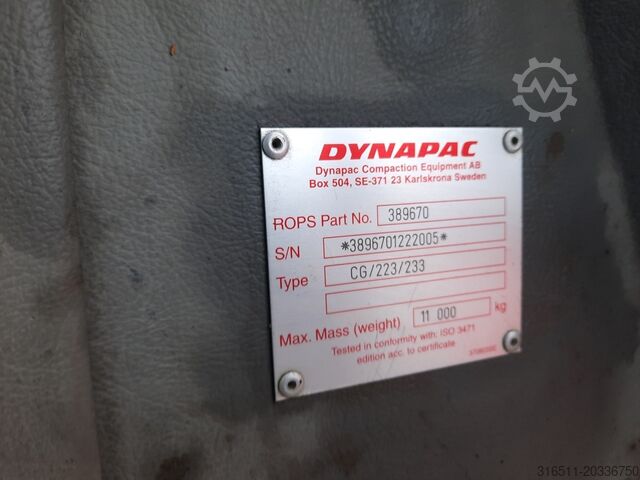 DYNAPAC
Dynapac Compaction Equipment AB
Box 504, SE-371 23 Karlskrona Sweden
ROPS Part No. 389670
S/N *3896701222005*
Type CG/223/233
Max. Mass (weight) 11 000 kg
Tested in conformity with: ISO 3471
edition acc. to certificate
316511-20336750